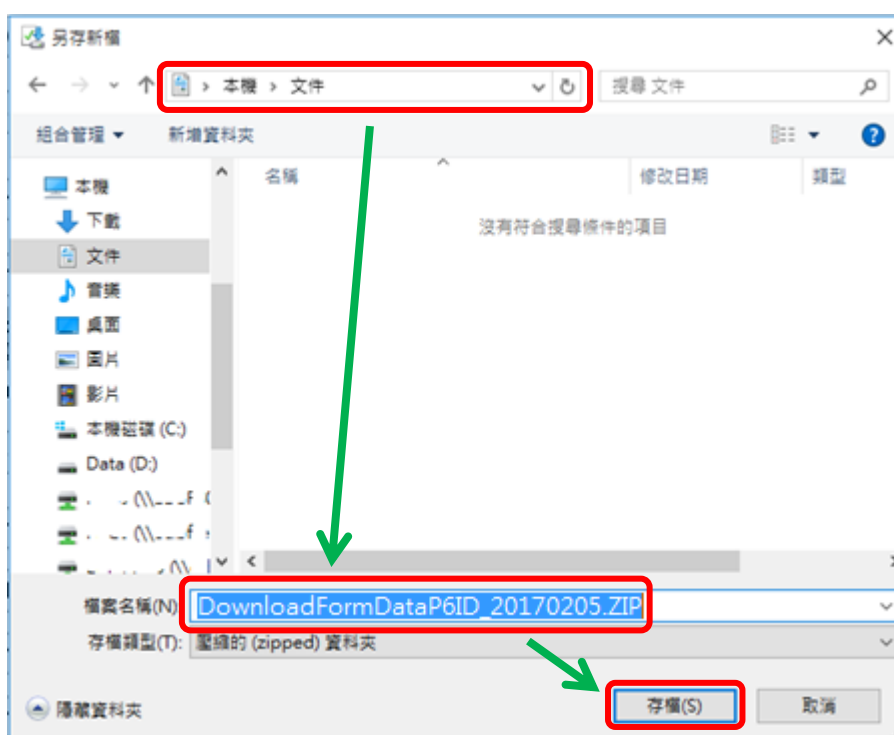 另存新檔
本機 › 文件
搜尋 文件
組合管理
新增資料夾
名稱
修改日期
類型
沒有符合搜尋條件的項目
本機
下載
文件
音樂
桌面
圖片
影片
本機磁碟 (C:)
Data (D:)
檔案名稱(N)
DownloadFormDataP6ID_20170205.ZIP
存檔類型(T):
壓縮的 (zipped) 資料夾
隱藏資料夾
存檔(S)
取消